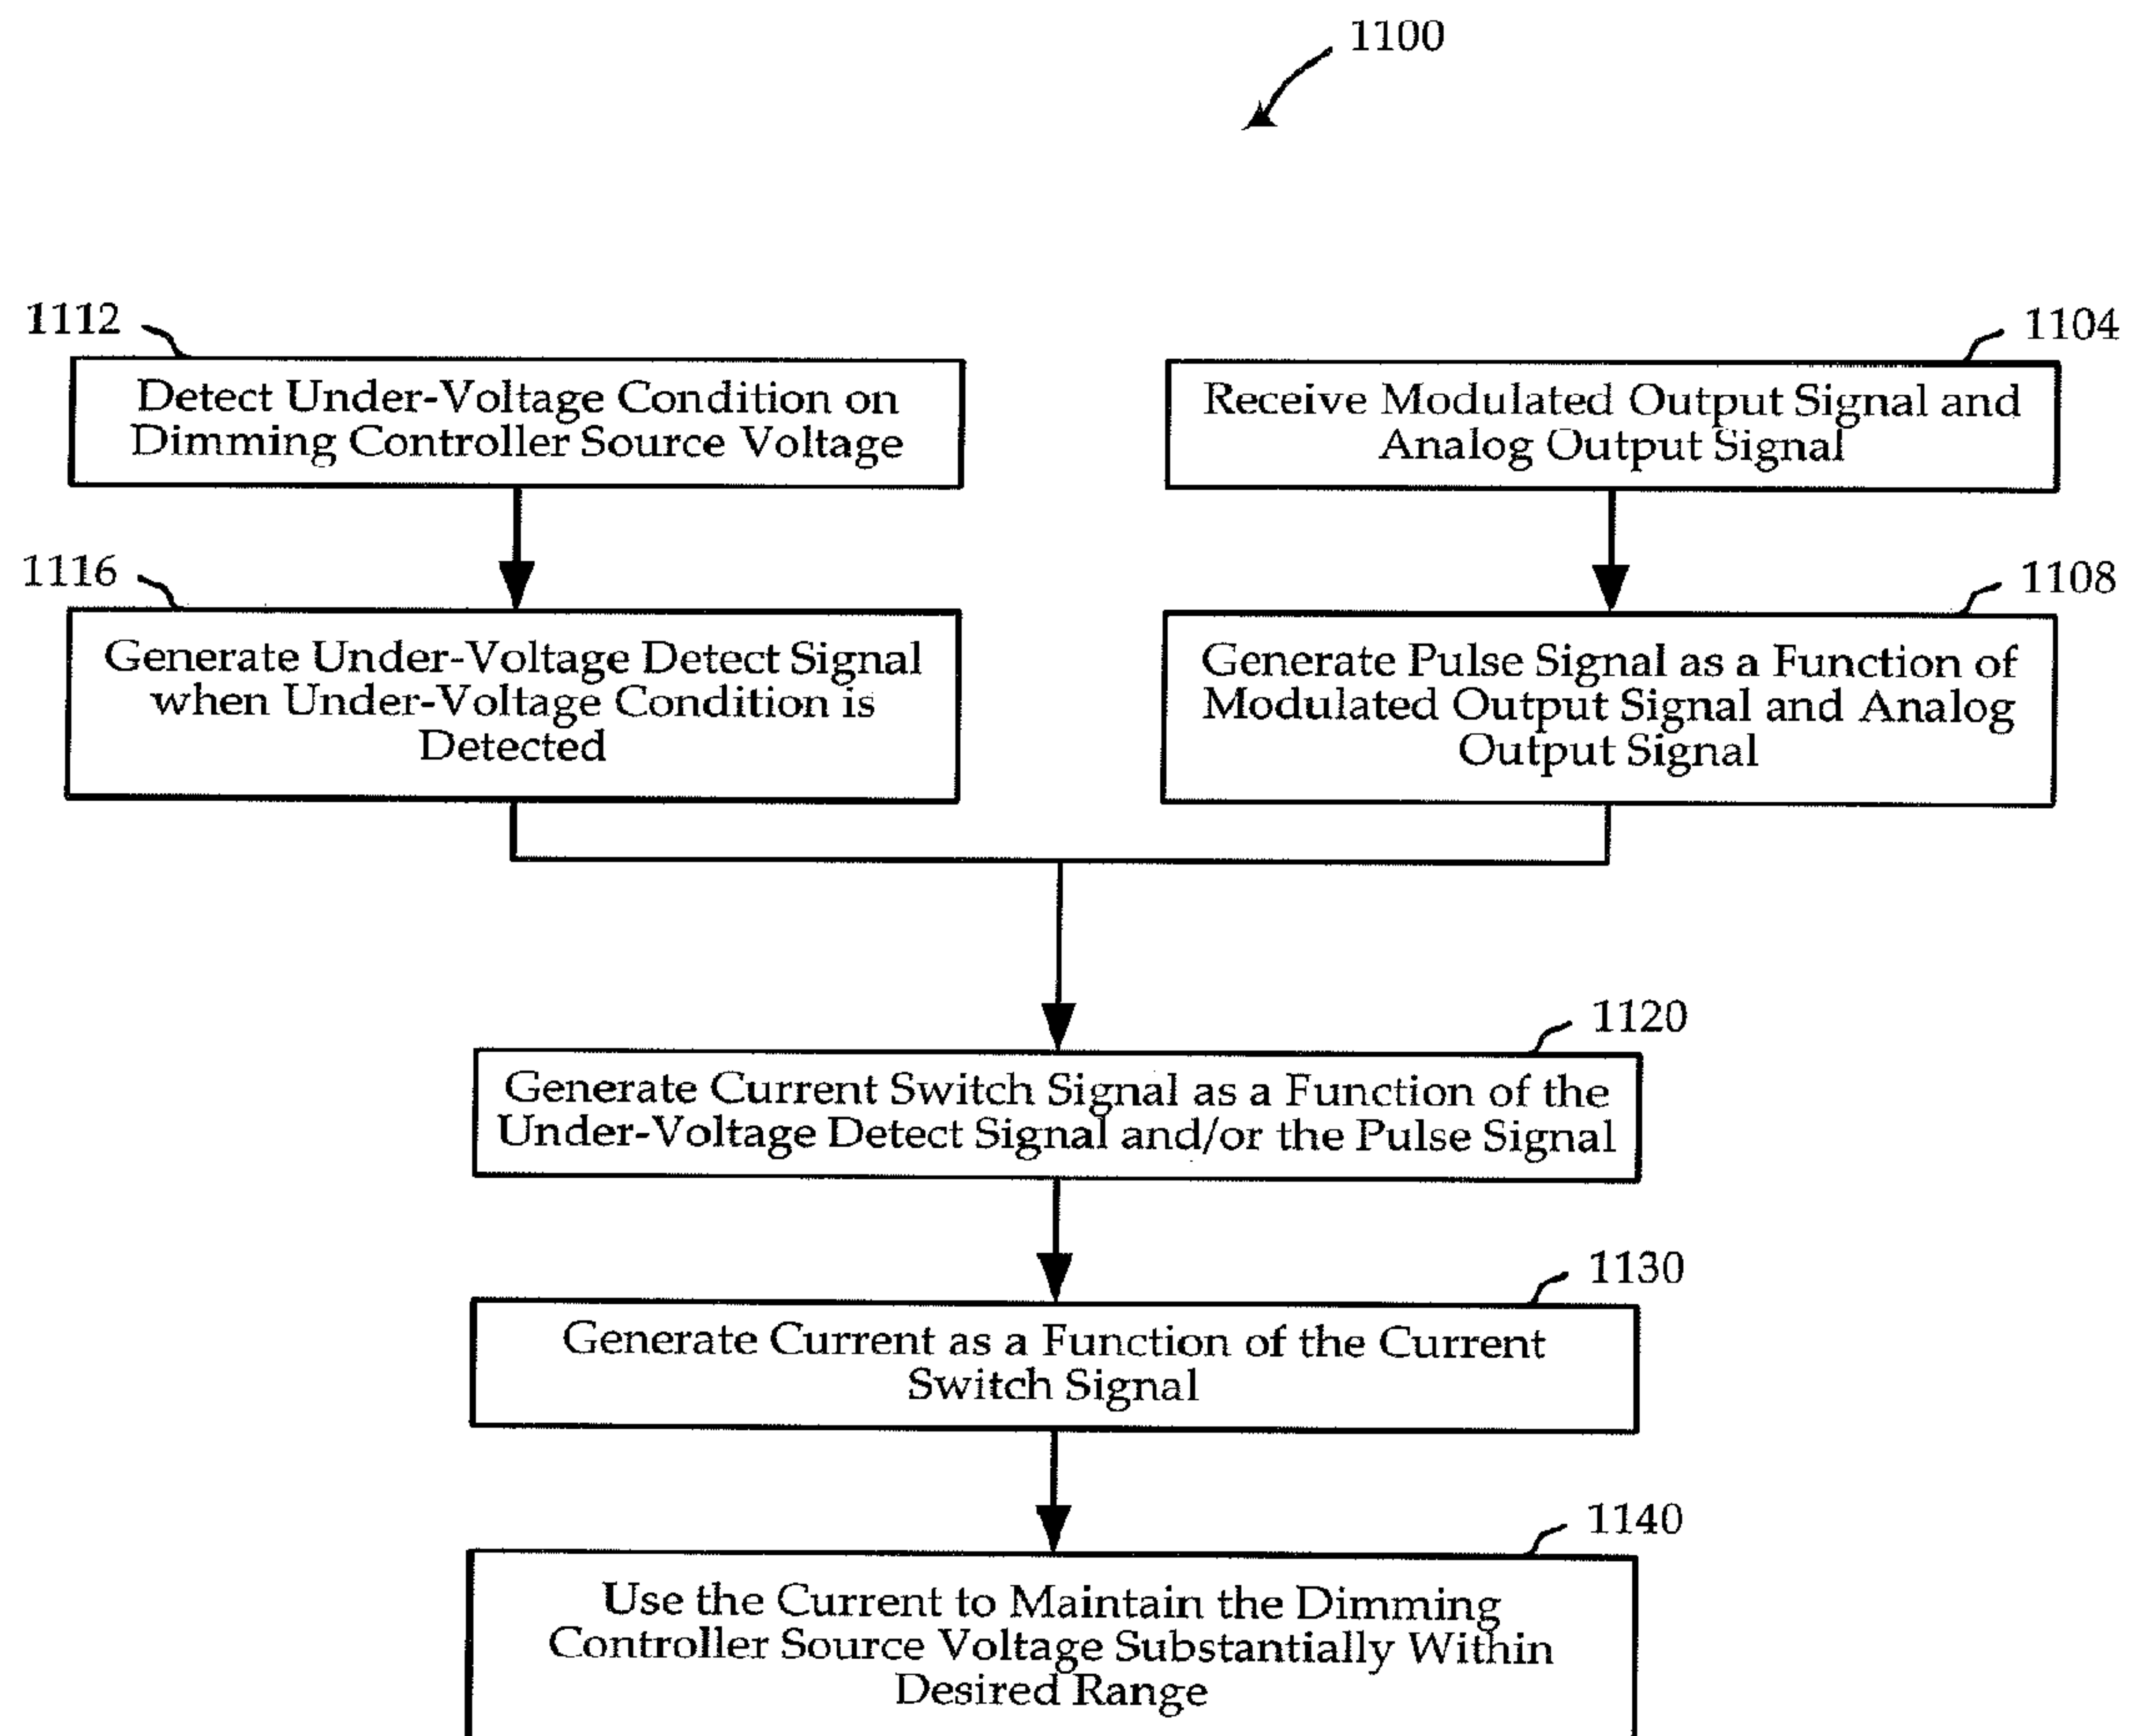 1100
1112
Detect Under-Voltage Condition on
Dimming Controller Source Voltage
1104
Receive Modulated Output Signal and
Analog Output Signal
1116
Generate Under-Voltage Detect Signal
when Under-Voltage Condition is
Detected
1108
Generate Pulse Signal as a Function of
Modulated Output Signal and Analog
Output Signal
1120
Generate Current Switch Signal as a Function of the
Under-Voltage Detect Signal and/or the Pulse Signal
1130
Generate Current as a Function of the Current
Switch Signal
1140
Use the Current to Maintain the Dimming
Controller Source Voltage Substantially Within
Desired Range